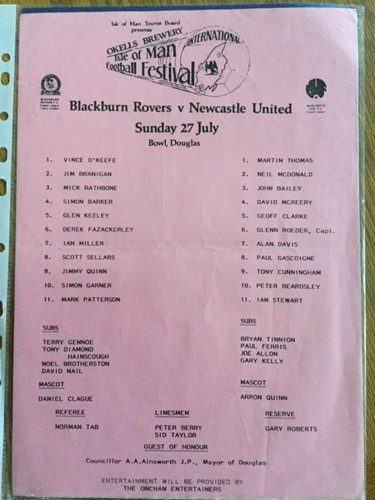 Isle of Man Tourist Board
presents
OKELLS BREWERY
INTERNATIONAL
Isle of Man
Football Festival
Blackburn Rovers v Newcastle United
Sunday 27 July
Bowl, Douglas
1. VINCE O'KEEFE
2. JIM BRANIGAN
3. MICK RATHBONE
4. SIMON BARKER
5. GLEN KEELEY
6. DEREK FAZACKERLEY
7. IAN MILLER
8. SCOTT SELLARS
9. JIMMY QUINN
10. SIMON GARNER
11. MARK PATTERSON
SUBS
TERRY GENNOE
TONY DIAMOND
HAINSCOUGH
NOEL BROTHERSTON
DAVID NAIL
MASCOT
DANIEL CLAGUE
1. MARTIN THOMAS
2. NEIL MCDONALD
3. JOHN BAILEY
4. DAVID MCREERY
5. GEOFF CLARKE
6. GLENN ROEDER, Capt.
7. ALAN DAVIS
8. PAUL GASCOIGNE
9. TONY CUNNINGHAM
10. PETER BEARDSLEY
11. IAN STEWART
SUBS
BRYAN TINNION
PAUL FERRIS
JOE ALLON
GARY KELLY
MASCOT
ARRON QUINN
REFEREE
NORMAN TAB
LINESMEN
PETER BERRY
SID TAYLOR
RESERVE
GARY ROBERTS
GUEST OF HONOUR
Councillor A.A.Ainsworth J.P., Mayor of Douglas
ENTERTAINMENT WILL BE PROVIDED BY
THE ONCHAN ENTERTAINERS